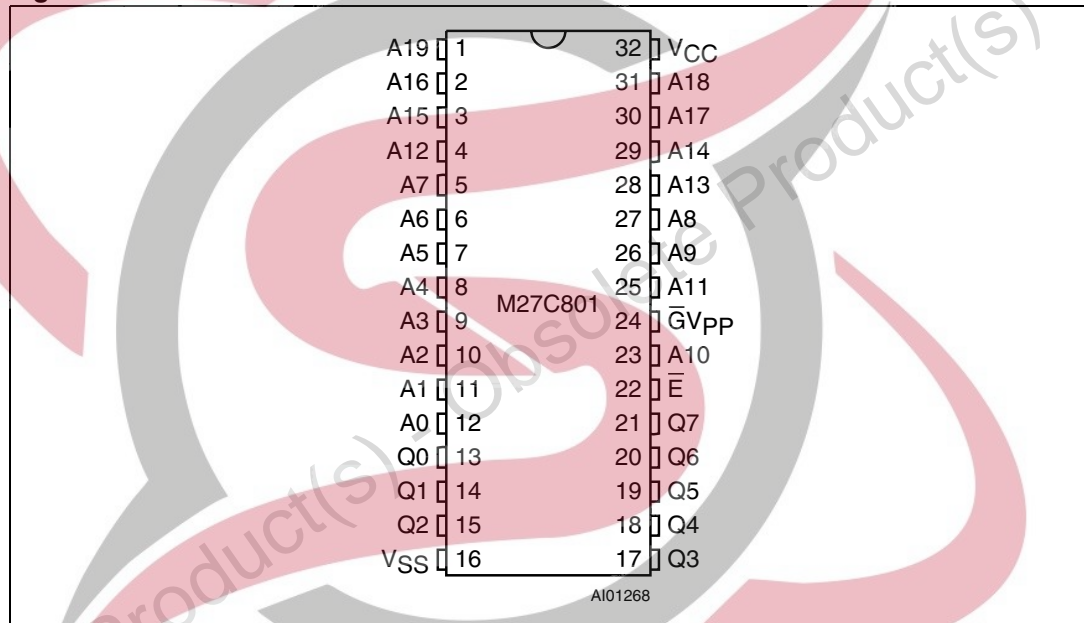 A19 1 32 VCC
A16 2 31 A18
A15 3 30 A17
A12 4 29 A14
A7 5 28 A13
A6 6 27 A8
A5 7 26 A9
A4 8 25 A11
M27C801
A3 9 24 G̅VPP
A2 10 23 A10
A1 11 22 E̅
A0 12 21 Q7
Q0 13 20 Q6
Q1 14 19 Q5
Q2 15 18 Q4
VSS 16 17 Q3
AI01268
Product(s) - Obsolete Product(s)